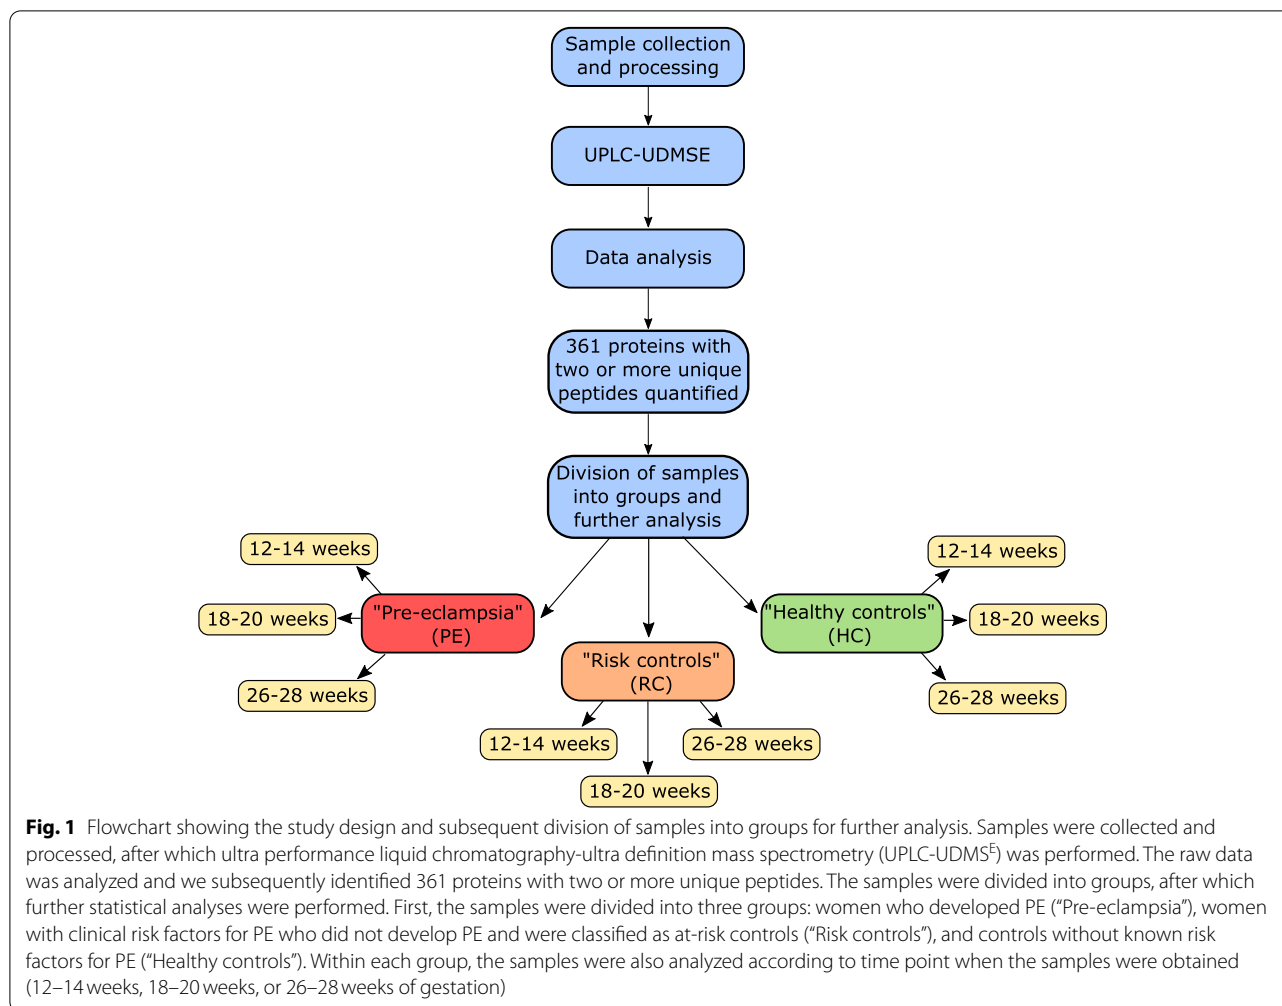 Sample collection
and processing
UPLC-UDMSE
Data analysis
361 proteins with
two or more unique
peptides quantified
Division of samples
into groups and
further analysis
12-14 weeks
18-20 weeks
26-28 weeks
"Pre-eclampsia"
(PE)
"Risk controls"
(RC)
12-14 weeks
18-20 weeks
26-28 weeks
"Healthy controls"
(HC)
12-14 weeks
18-20 weeks
26-28 weeks
Fig. 1 Flowchart showing the study design and subsequent division of samples into groups for further analysis. Samples were collected and
processed, after which ultra performance liquid chromatography-ultra definition mass spectrometry (UPLC-UDMS^E) was performed. The raw data
was analyzed and we subsequently identified 361 proteins with two or more unique peptides. The samples were divided into groups, after which
further statistical analyses were performed. First, the samples were divided into three groups: women who developed PE (“Pre-eclampsia”), women
with clinical risk factors for PE who did not develop PE and were classified as at-risk controls (“Risk controls”), and controls without known risk
factors for PE (“Healthy controls”). Within each group, the samples were also analyzed according to time point when the samples were obtained
(12–14 weeks, 18–20 weeks, or 26–28 weeks of gestation)